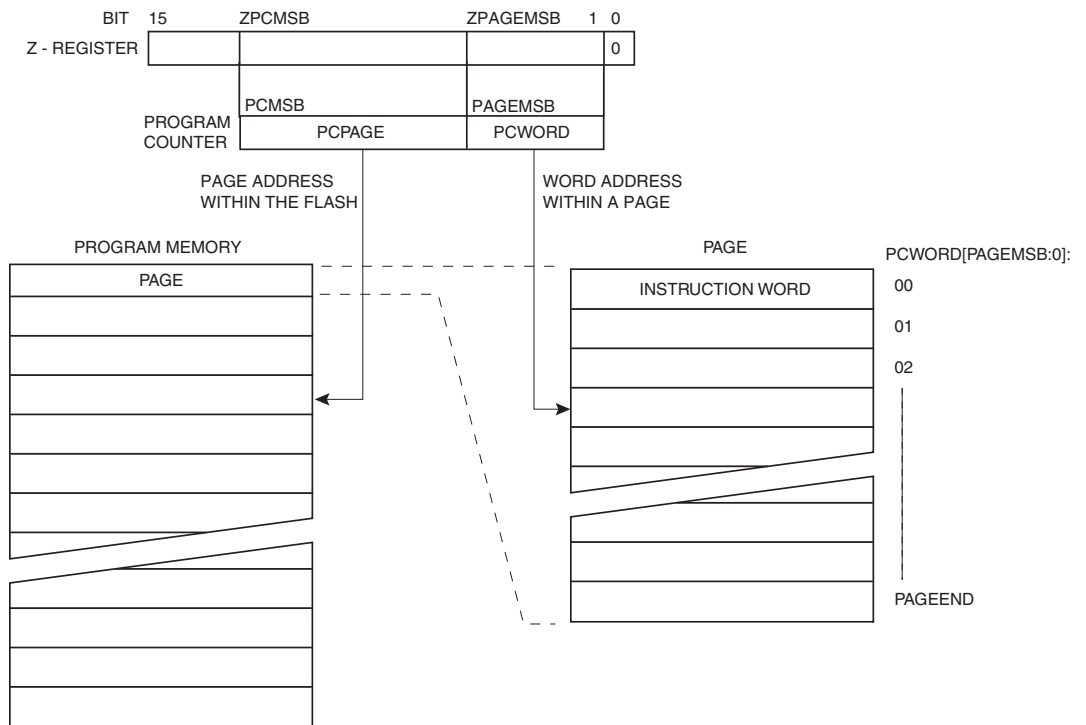 BIT 15 ZPCMSB ZPAGEMSB 1 0
Z - REGISTER 0
PCMSB PAGEMSB
PROGRAM
COUNTER
PCPAGE PCWORD
PAGE ADDRESS
WITHIN THE FLASH
WORD ADDRESS
WITHIN A PAGE
PROGRAM MEMORY
PAGE
PAGE
PCWORD[PAGEMSB:0]:
INSTRUCTION WORD
00
01
02
PAGEEND